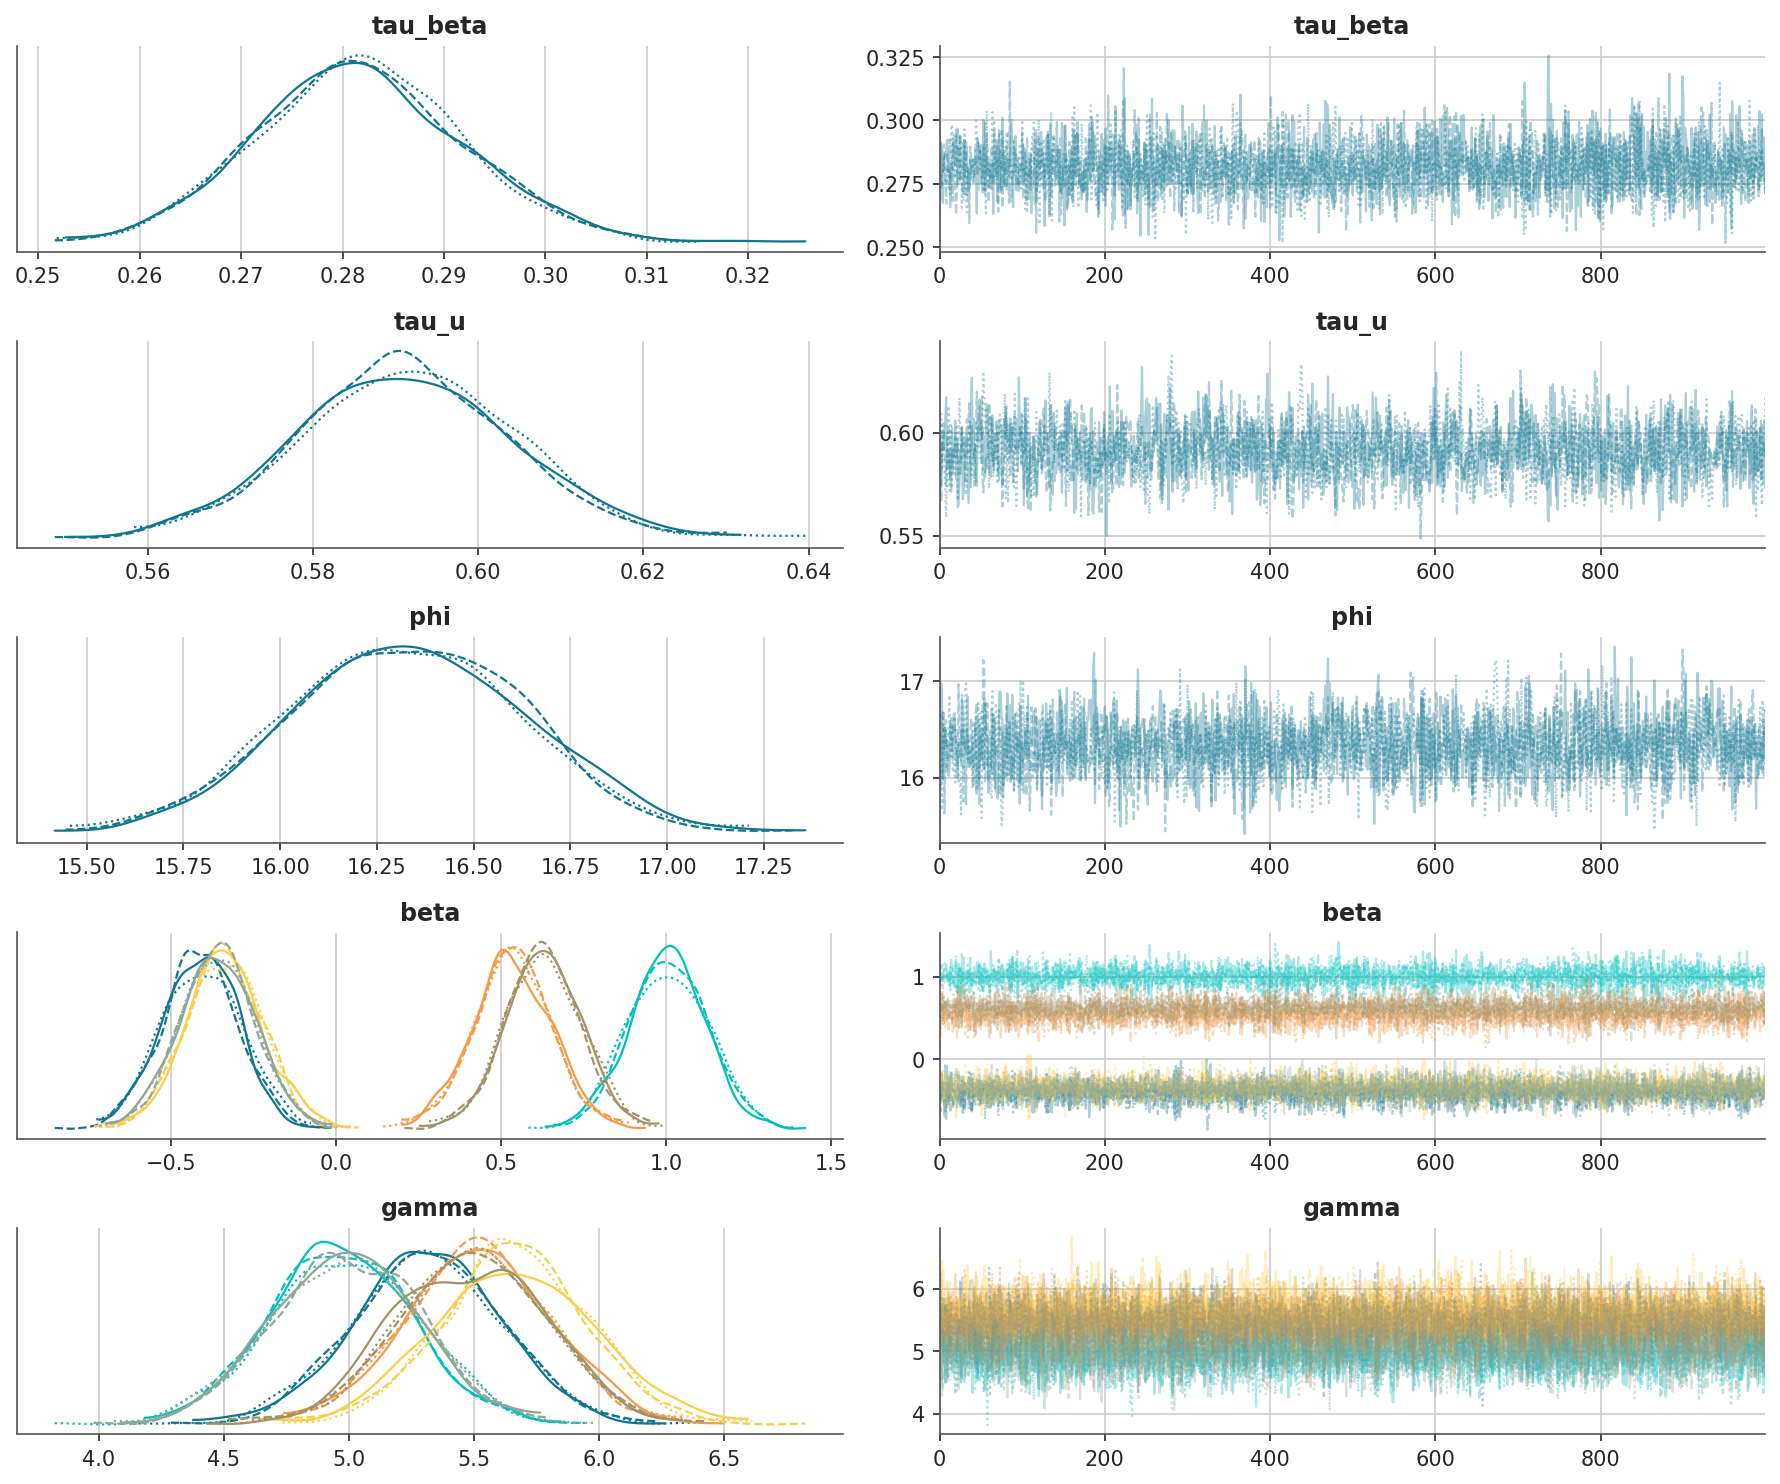 tau_beta tau_beta
0.325
0.300
0.275
0.250
0.25 0.26 0.27 0.28 0.29 0.30 0.31 0.32 0 200 400 600 800
tau_u tau_u
0.60
0.55
0.56 0.58 0.60 0.62 0.64 0 200 400 600 800
phi phi
17
16
15.50 15.75 16.00 16.25 16.50 16.75 17.00 17.25 0 200 400 600 800
beta beta
1
0
−0.5 0.0 0.5 1.0 1.5 0 200 400 600 800
gamma gamma
6
5
4
4.0 4.5 5.0 5.5 6.0 6.5 0 200 400 600 800